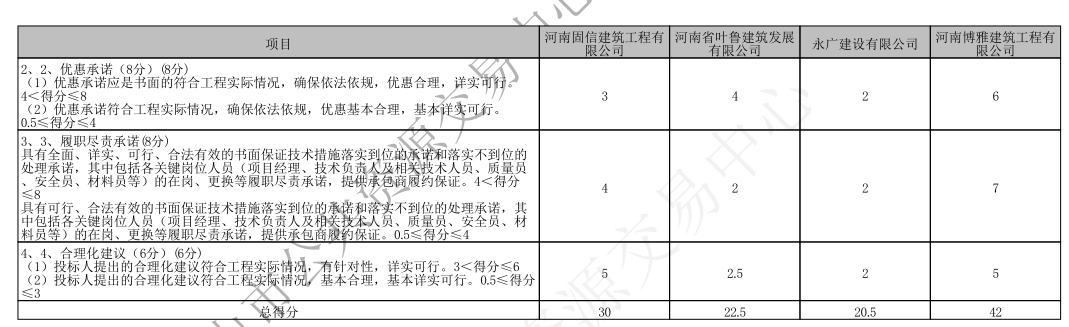 项目
河南固信建筑工程有
限公司
河南省叶鲁建筑发展
有限公司
永广建设有限公司
河南博雅建筑工程有
限公司
2、2、优惠承诺（8分）(8分)
（1）优惠承诺应是书面的符合工程实际情况，确保依法依规，优惠合理，详实可行。
4＜得分≤8
（2）优惠承诺符合工程实际情况，确保依法依规，优惠基本合理，基本详实可行。
0.5≤得分≤4
3
4
2
6
3、3、履职尽责承诺(8分)
具有全面、详实、可行、合法有效的书面保证技术措施落实到位的承诺和落实不到位的
处理承诺，其中包括各关键岗位人员（项目经理、技术负责人及相关技术人员、质量员
、安全员、材料员等）的在岗、更换等履职尽责承诺，提供承包商履约保证。4＜得分
≤8
具有可行、合法有效的书面保证技术措施落实到位的承诺和落实不到位的处理承诺，其
中包括各关键岗位人员（项目经理、技术负责人及相关技术人员、质量员、安全员、材
料员等）的在岗、更换等履职尽责承诺，提供承包商履约保证。0.5≤得分≤4
4
2
2
7
4、4、合理化建议（6分）(6分)
（1）投标人提出的合理化建议符合工程实际情况，有针对性，详实可行。3＜得分≤6
（2）投标人提出的合理化建议符合工程实际情况，基本合理，基本详实可行。0.5≤得分
≤3
5
2.5
2
5
总得分
30
22.5
20.5
42
山市公共资源交易中心
资源交易中心